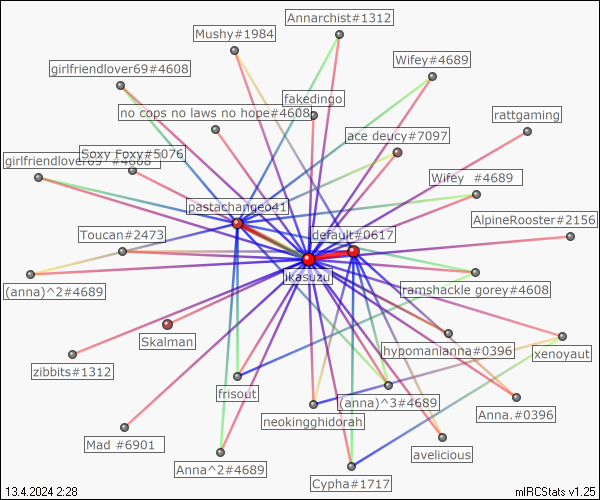 Annarchist#1312
Mushy#1984
Wifey#4689
girlfriendlover69#4608
fakedingo
no cops no laws no hope#4608
rattgaming
ace deucy#7097
Soxy Foxy#5076
girlfriendlover69 #4608
Wifey #4689
pastachangeo41
AlpineRooster#2156
Toucan#2473
default#0617
ikasuzu
(anna)^2#4689
ramshackle gorey#4608
Skalman
hypomanianna#0396
xenoyaut
zibbits#1312
frisout
(anna)^3#4689
Anna.#0396
neokingghidorah
Mad #6901
avelicious
Anna^2#4689
Cypha#1717
13.4.2024 2:28
mIRCStats v1.25